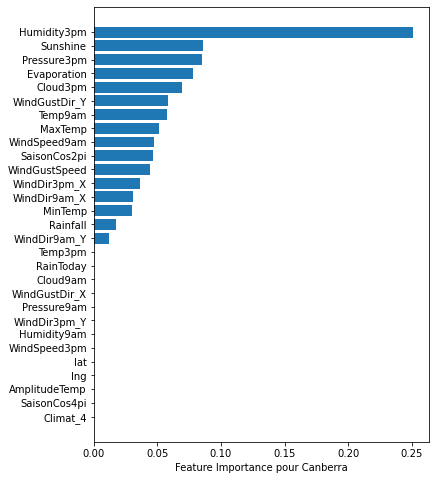 Humidity3pm
Sunshine
Pressure3pm
Evaporation
Cloud3pm
WindGustDir_Y
Temp9am
MaxTemp
WindSpeed9am
SaisonCos2pi
WindGustSpeed
WindDir3pm_X
WindDir9am_X
MinTemp
Rainfall
WindDir9am_Y
Temp3pm
RainToday
Cloud9am
WindGustDir_X
Pressure9am
WindDir3pm_Y
Humidity9am
WindSpeed3pm
lat
lng
AmplitudeTemp
SaisonCos4pi
Climat_4
0.00 0.05 0.10 0.15 0.20 0.25
Feature Importance pour Canberra